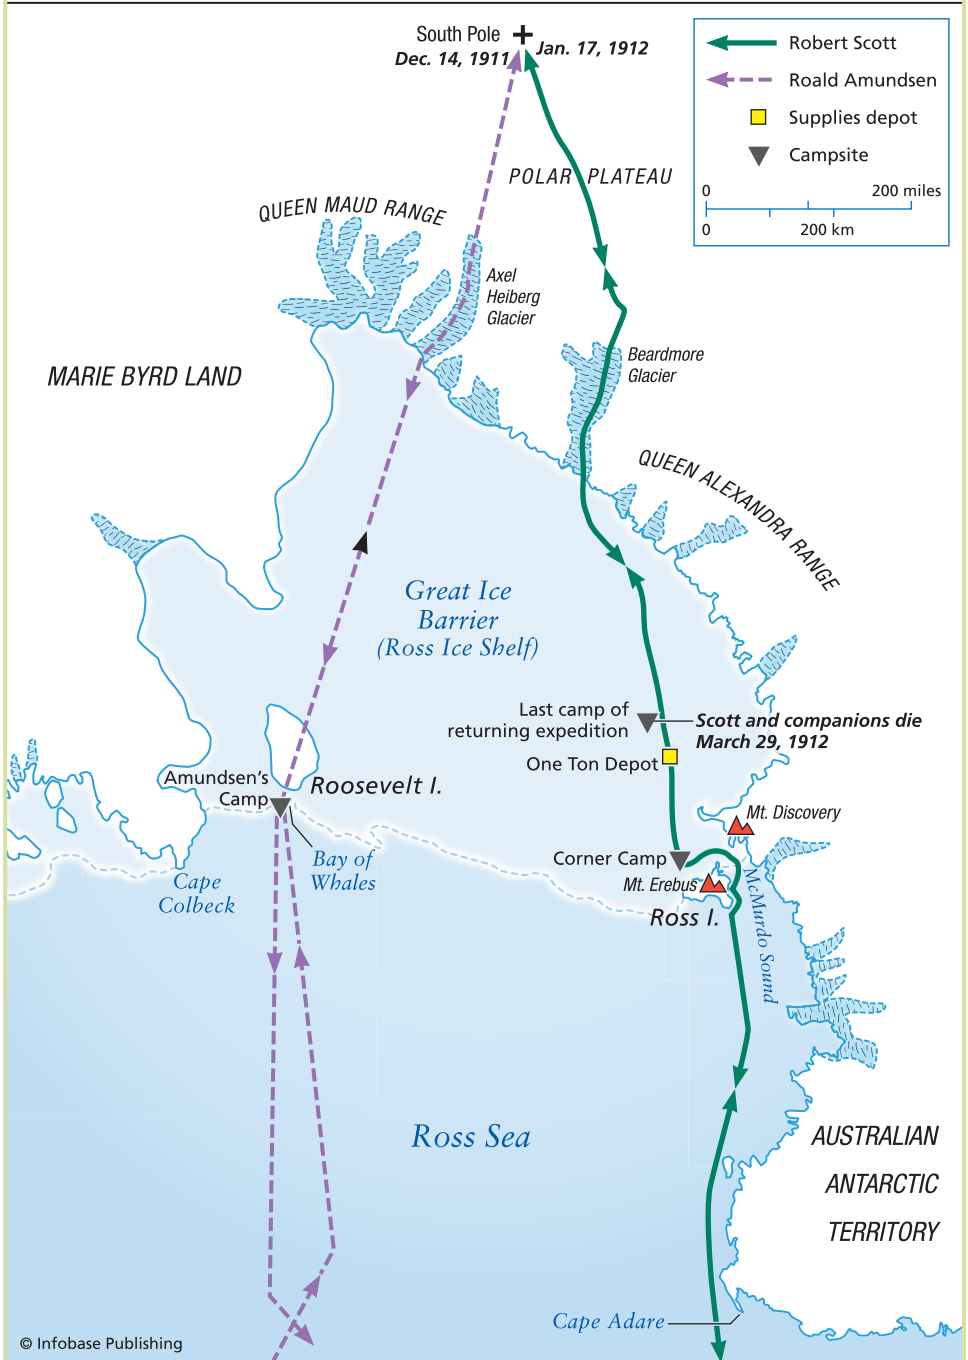 South Pole
Dec. 14, 1911
Jan. 17, 1912
Robert Scott
Roald Amundsen
Supplies depot
Campsite
0
200 miles
0
200 km
POLAR PLATEAU
QUEEN MAUD RANGE
Axel
Heiberg
Glacier
Beardmore
Glacier
MARIE BYRD LAND
QUEEN ALEXANDRA RANGE
Great Ice
Barrier
(Ross Ice Shelf)
Last camp of
returning expedition
Scott and companions die
March 29, 1912
One Ton Depot
Amundsen's
Camp
Roosevelt I.
Mt. Discovery
Bay of
Whales
Corner Camp
Cape
Colbeck
Mt. Erebus
Ross I.
McMurdo Sound
Ross Sea
AUSTRALIAN
ANTARCTIC
TERRITORY
Cape Adare
© Infobase Publishing